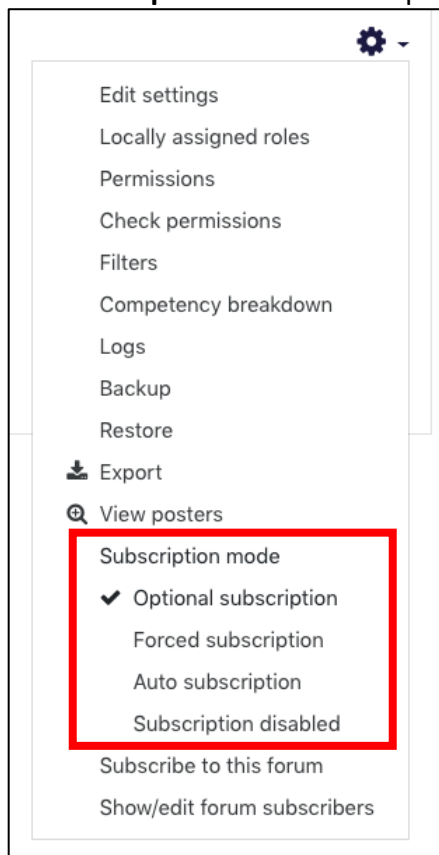 Edit settings
Locally assigned roles
Permissions
Check permissions
Filters
Competency breakdown
Logs
Backup
Restore
Export
View posters
Subscription mode
Optional subscription
Forced subscription
Auto subscription
Subscription disabled
Subscribe to this forum
Show/edit forum subscribers